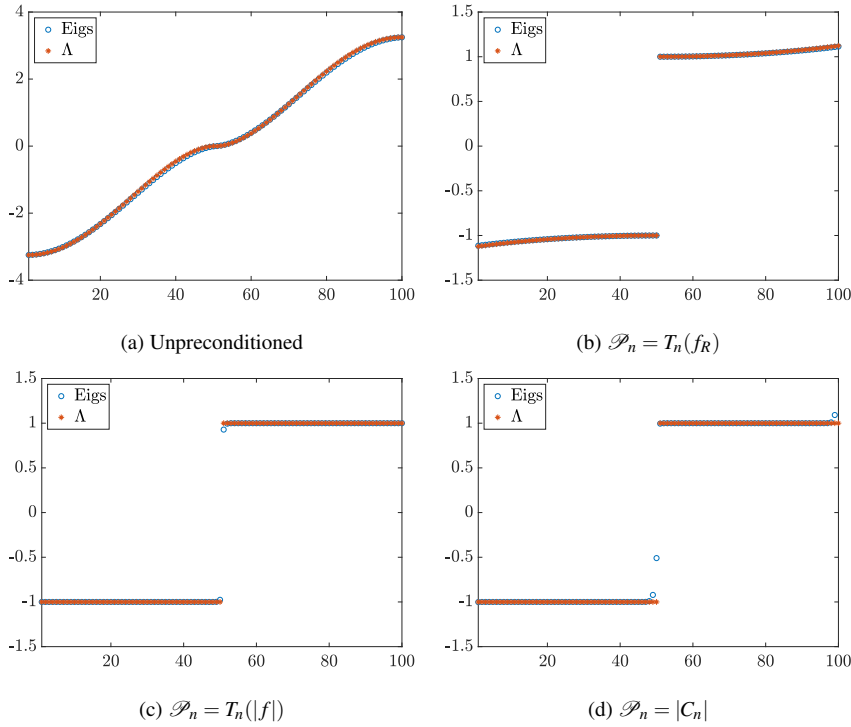 Eigs
Λ
4
2
0
-2
-4
20 40 60 80 100
(a) Unpreconditioned
Eigs
Λ
1.5
1
0.5
0
-0.5
-1
-1.5
20 40 60 80 100
(b) 𝒫n = Tn(fR)
Eigs
Λ
1.5
1
0.5
0
-0.5
-1
-1.5
20 40 60 80 100
(c) 𝒫n = Tn(|f|)
Eigs
Λ
1.5
1
0.5
0
-0.5
-1
-1.5
20 40 60 80 100
(d) 𝒫n = |Cn|